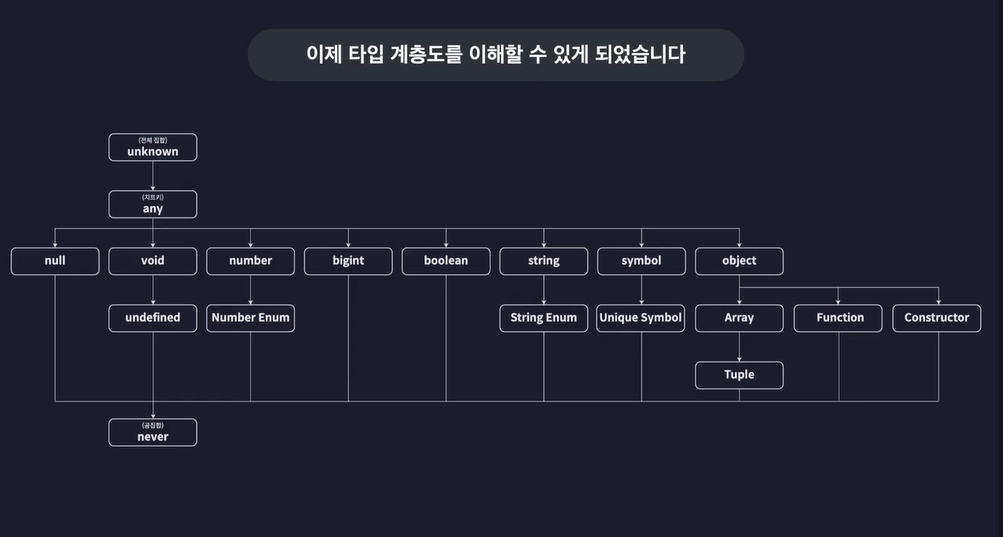 이제 타입 계층도를 이해할 수 있게 되었습니다
(전체 집합)
unknown
(치트키)
any
null
void
number
bigint
boolean
string
symbol
object
undefined
Number Enum
String Enum
Unique Symbol
Array
Function
Constructor
Tuple
(공집합)
never